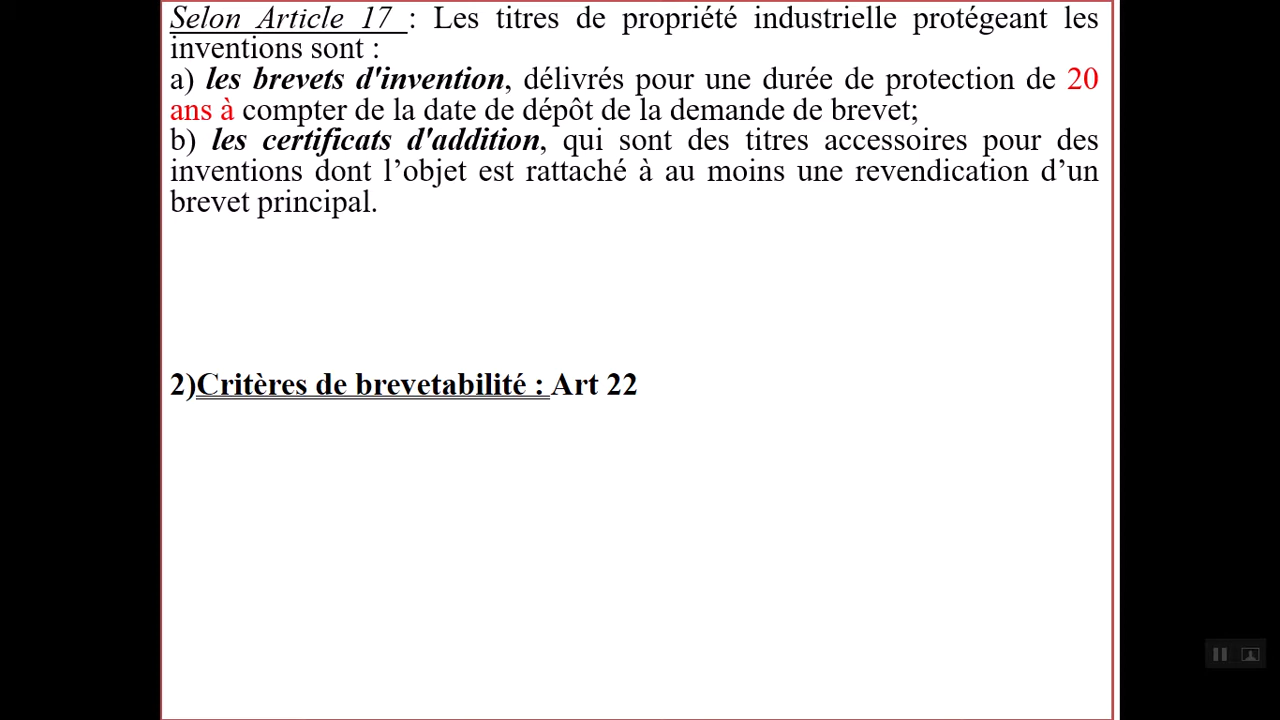 Selon Article 17 : Les titres de propriété industrielle protégeant les
inventions sont :
a) les brevets d'invention, délivrés pour une durée de protection de 20
ans à compter de la date de dépôt de la demande de brevet;
b) les certificats d'addition, qui sont des titres accessoires pour des
inventions dont l’objet est rattaché à au moins une revendication d’un
brevet principal.
2)Critères de brevetabilité : Art 22